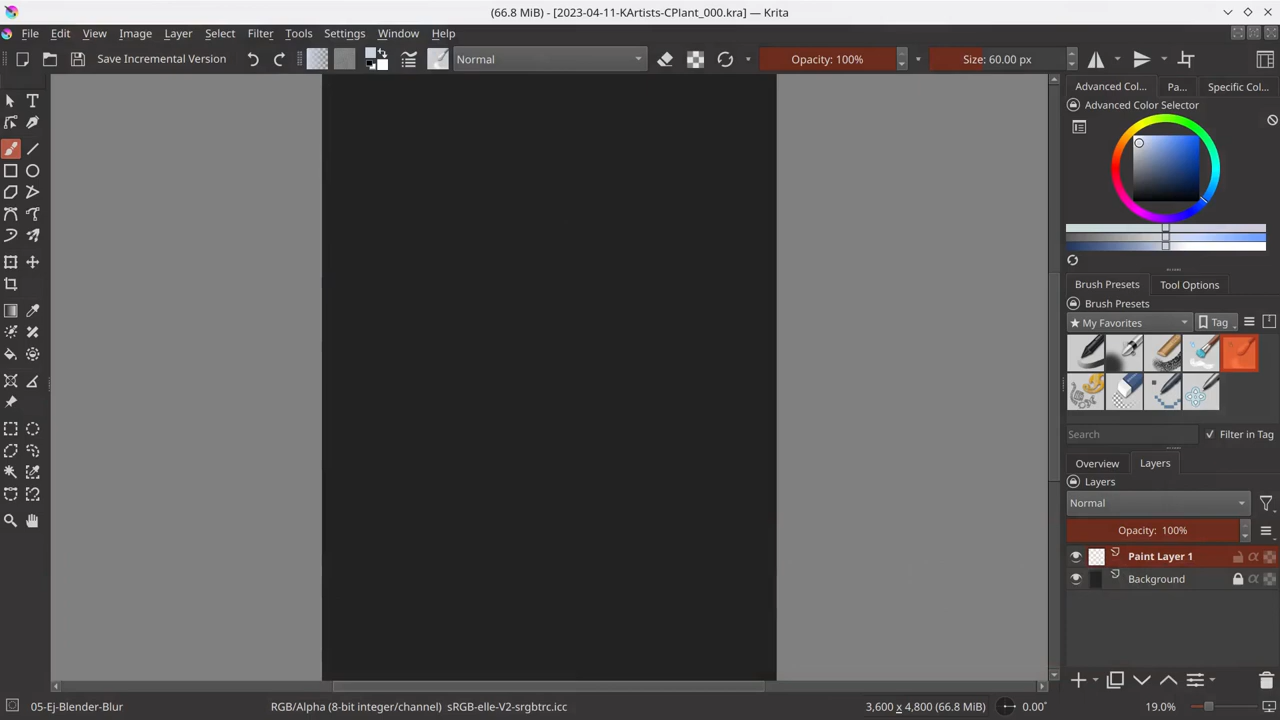 (66.8 MiB) - [2023-04-11-KArtists-CPlant_000.kra] — Krita
File Edit View Image Layer Select Filter Tools Settings Window Help
Save Incremental Version Normal Opacity: 100% Size: 60.00 px
Advanced Col... Pa... Specific Col...
Advanced Color Selector
Brush Presets Tool Options
Brush Presets
★ My Favorites Tag
Search Filter in Tag
Overview Layers
Layers
Normal
Opacity: 100%
Paint Layer 1
Background
05-Ej-Blender-Blur RGB/Alpha (8-bit integer/channel) sRGB-elle-V2-srgbtrc.icc 3,600 x 4,800 (66.8 MiB) 0.00° 19.0%